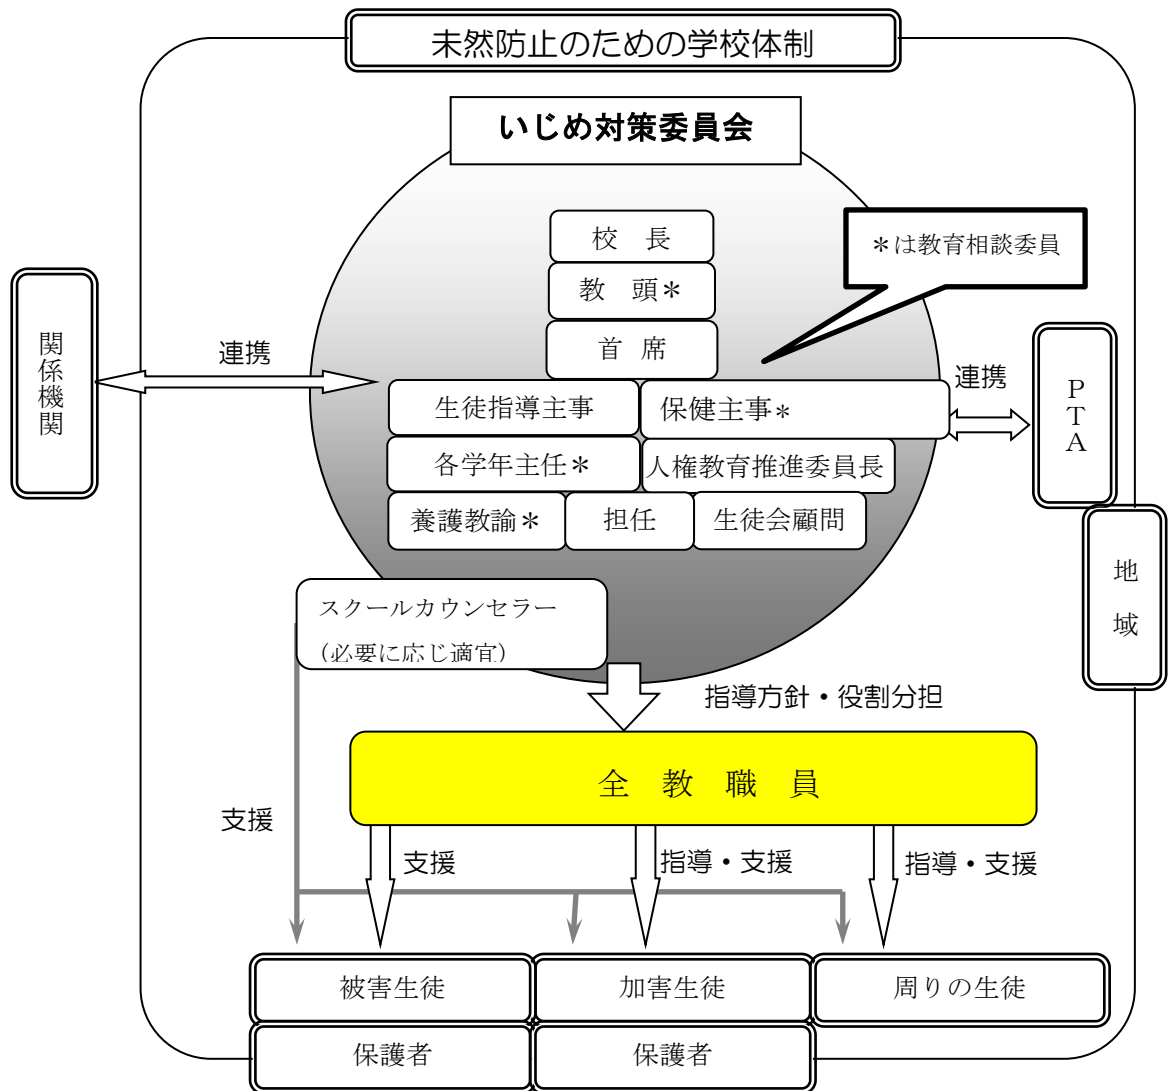 未然防止のための学校体制
いじめ対策委員会
校　長
＊は教育相談委員
教　頭＊
首　席
関係機関
連携
連携
PTA
生徒指導主事
保健主事＊
各学年主任＊
人権教育推進委員長
養護教諭＊
担任
生徒会顧問
地域
スクールカウンセラー
（必要に応じ適宜）
指導方針・役割分担
全　教　職　員
支援
支援
指導・支援
指導・支援
被害生徒
加害生徒
周りの生徒
保護者
保護者